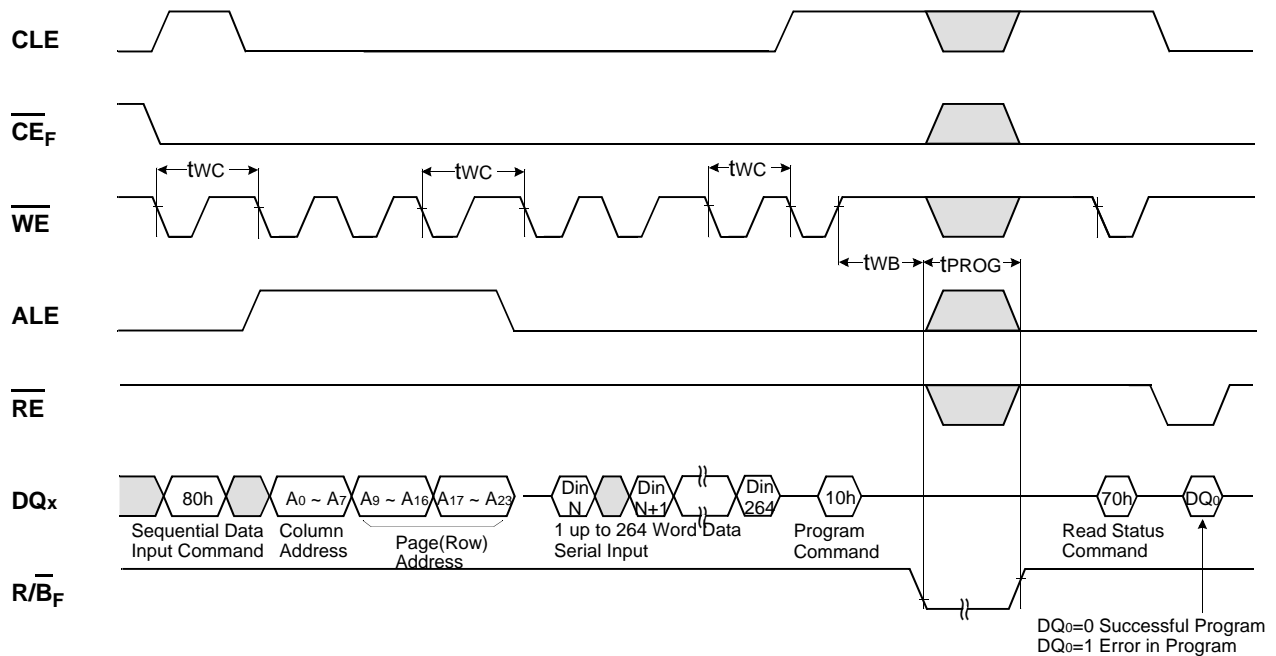 CLE
CEF
tWC tWC tWC
WE
tWB tPROG
ALE
RE
DQx 80h A0 ~ A7 A9 ~ A16 A17 ~ A23 Din N Din N+1 Din 264 10h 70h DQ0
Sequential Data Input Command
Column Address
Page(Row) Address
1 up to 264 Word Data Serial Input
Program Command
Read Status Command
R/BF
DQ0=0 Successful Program
DQ0=1 Error in Program